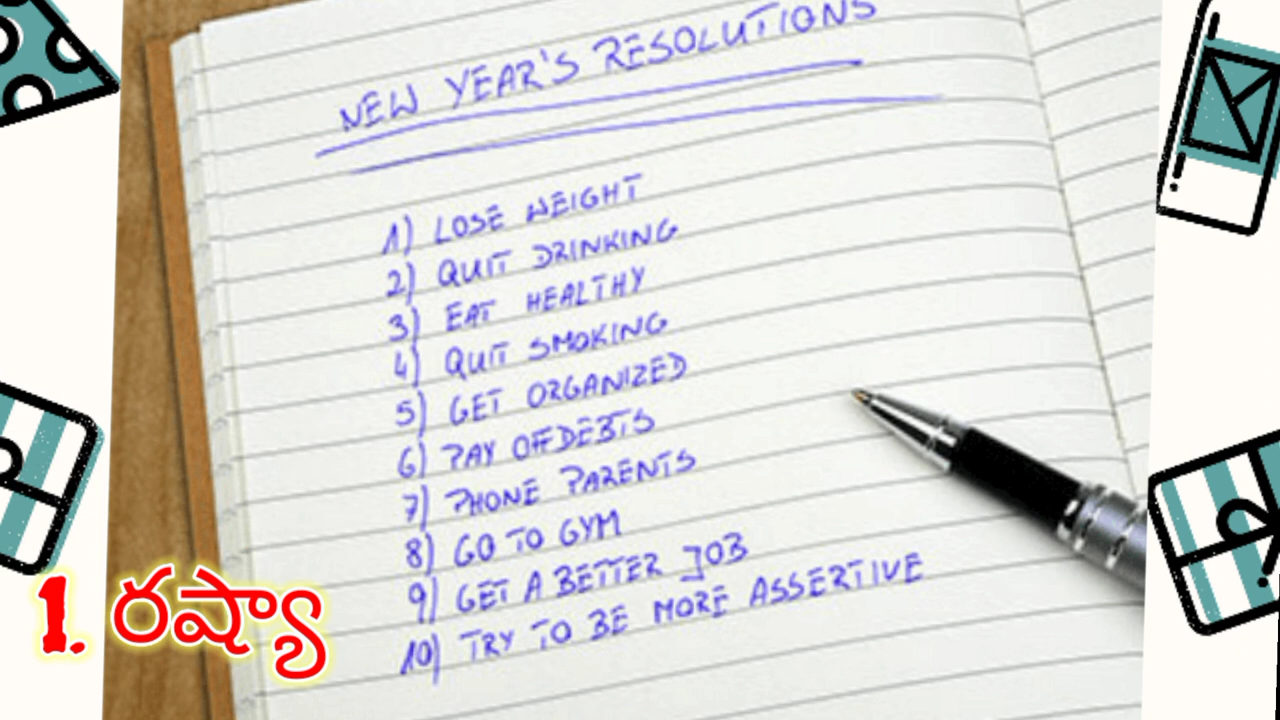 NEW YEAR'S RESOLUTIONS
1) LOSE WEIGHT
2) QUIT DRINKING
3) EAT HEALTHY
4) QUIT SMOKING
5) GET ORGANIZED
6) PAY OFF DEBTS
7) PHONE PARENTS
8) GO TO GYM
9) GET A BETTER JOB
10) TRY TO BE MORE ASSERTIVE
1. రష్యా